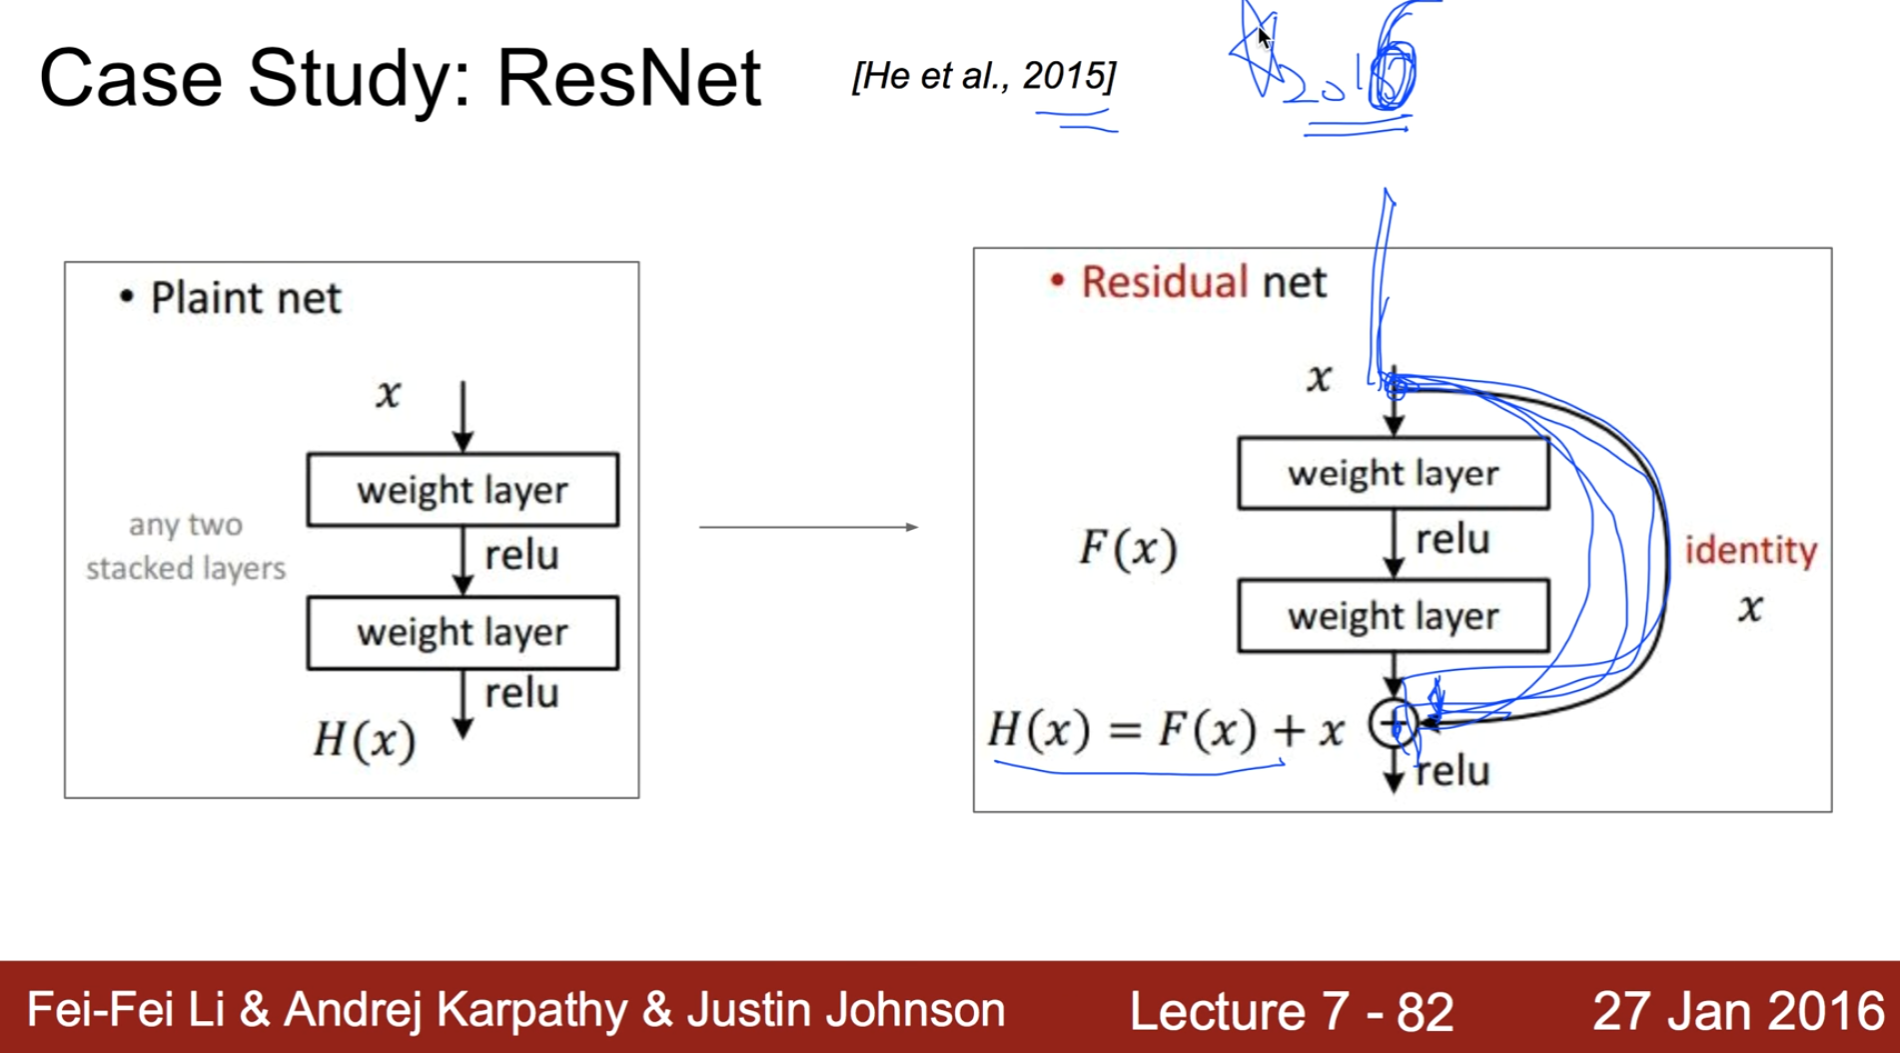 Case Study: ResNet
[He et al., 2015]
2016
• Plaint net
x
weight layer
any two
stacked layers
relu
weight layer
relu
H(x)
• Residual net
x
weight layer
F(x)
relu
identity
x
weight layer
H(x) = F(x) + x
relu
Fei-Fei Li & Andrej Karpathy & Justin Johnson
Lecture 7 - 82
27 Jan 2016